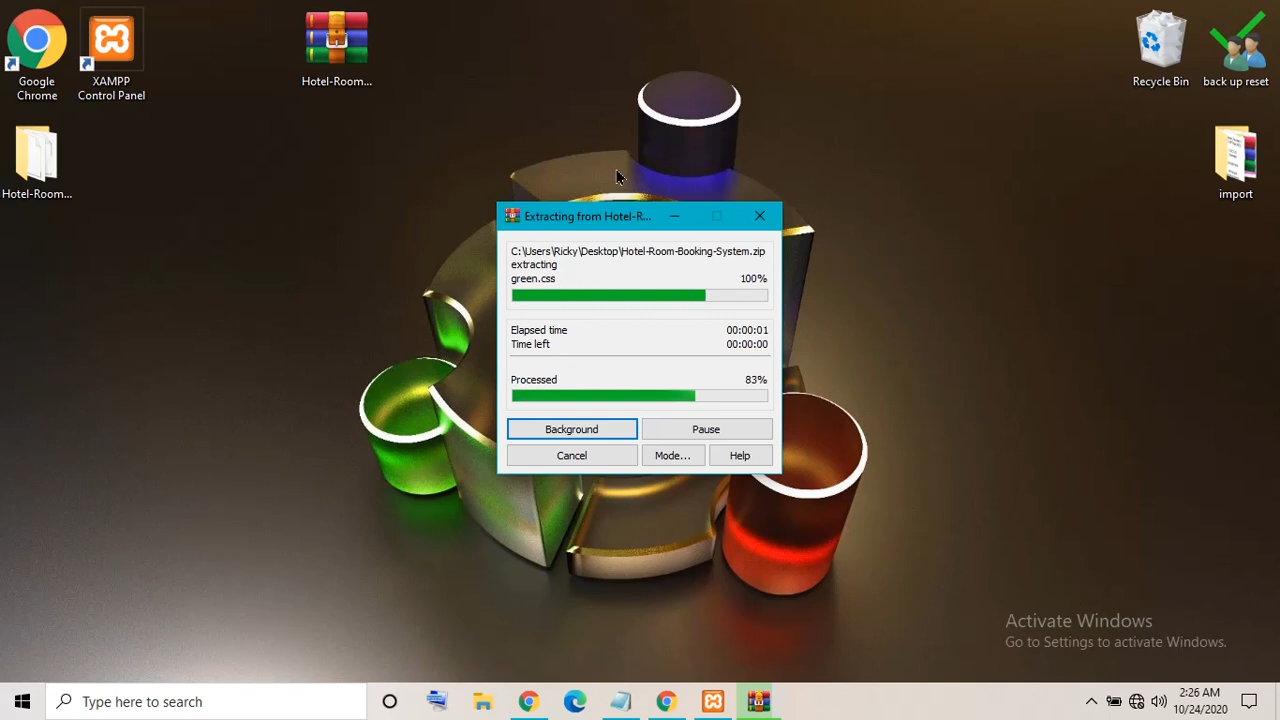 Google
Chrome
XAMPP
Control Panel
Hotel-Room...
Recycle Bin
back up reset
Hotel-Room...
import
Extracting from Hotel-R...
C:\Users\Ricky\Desktop\Hotel-Room-Booking-System.zip
extracting
green.css 100%
Elapsed time 00:00:01
Time left 00:00:00
Processed 83%
Background Pause
Cancel Mode... Help
Activate Windows
Go to Settings to activate Windows.
Type here to search
2:26 AM
10/24/2020